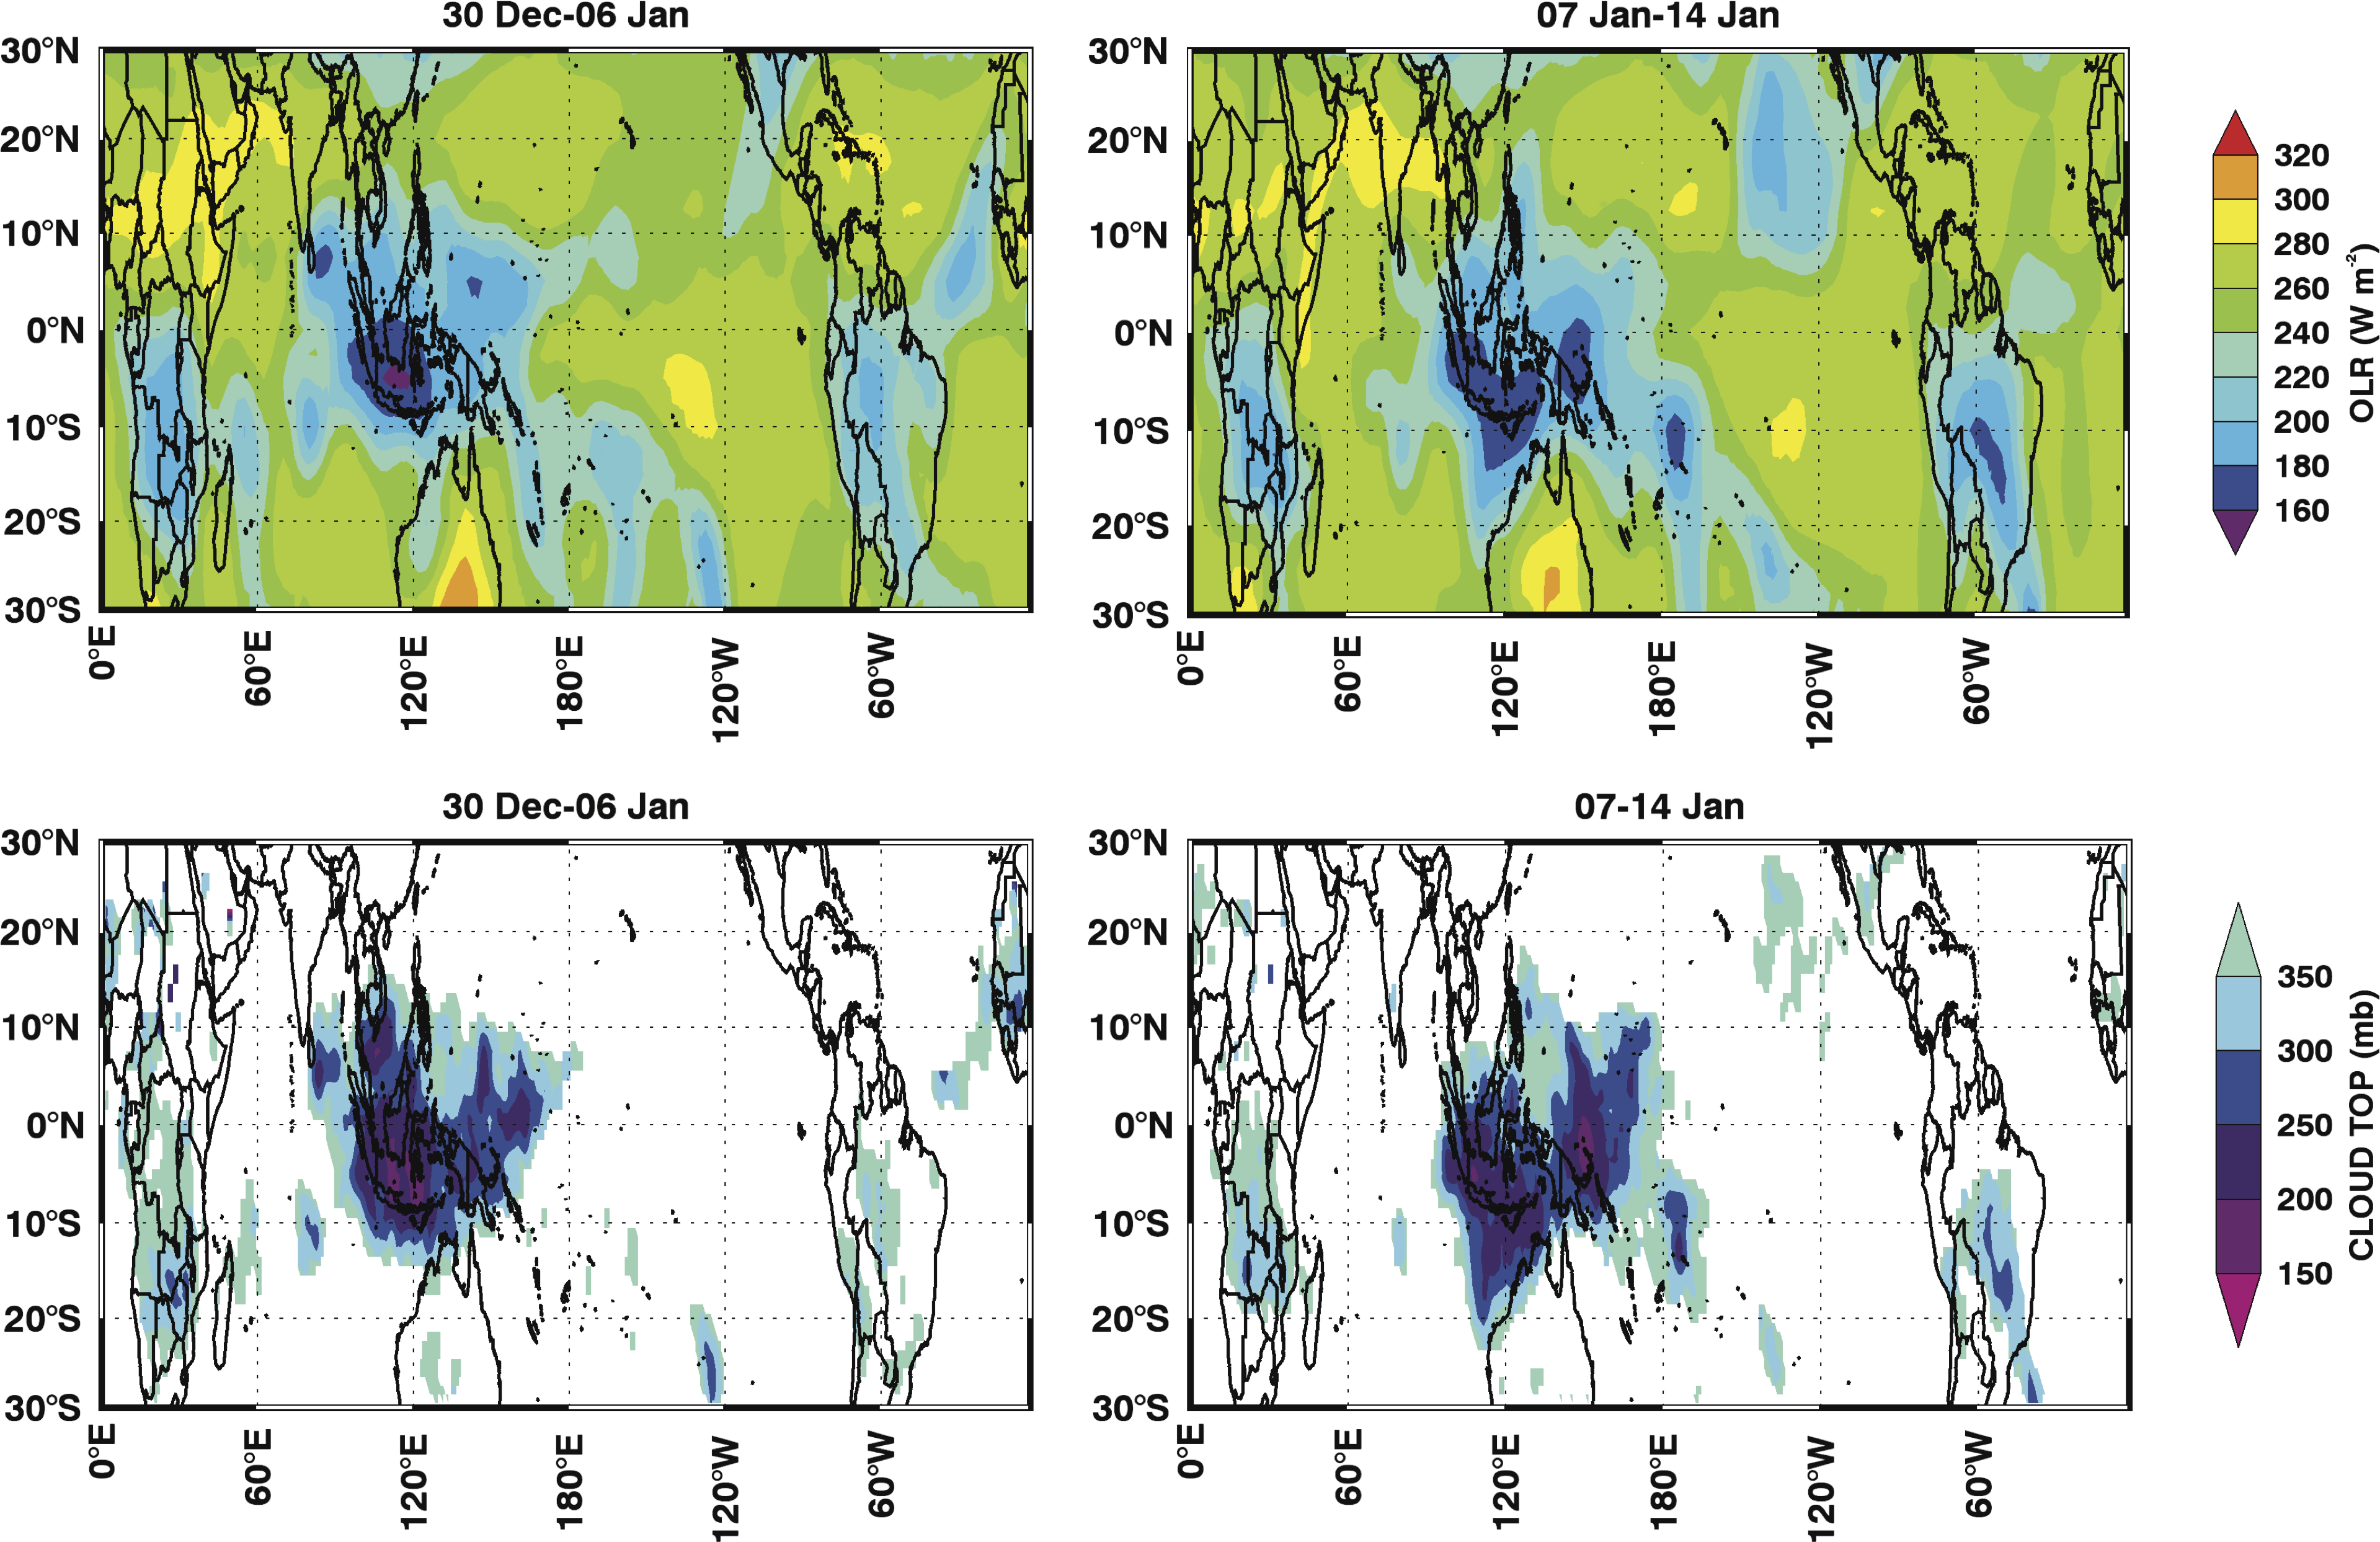 30 Dec-06 Jan
07 Jan-14 Jan
30°N
20°N
10°N
0°N
10°S
20°S
30°S
0°E
60°E
120°E
180°E
120°W
60°W
30°N
20°N
10°N
0°N
10°S
20°S
30°S
0°E
60°E
120°E
180°E
120°W
60°W
320
300
280
260
240
220
200
180
160
OLR (W m-2)
30 Dec-06 Jan
07-14 Jan
30°N
20°N
10°N
0°N
10°S
20°S
30°S
0°E
60°E
120°E
180°E
120°W
60°W
30°N
20°N
10°N
0°N
10°S
20°S
30°S
0°E
60°E
120°E
180°E
120°W
60°W
350
300
250
200
150
CLOUD TOP (mb)